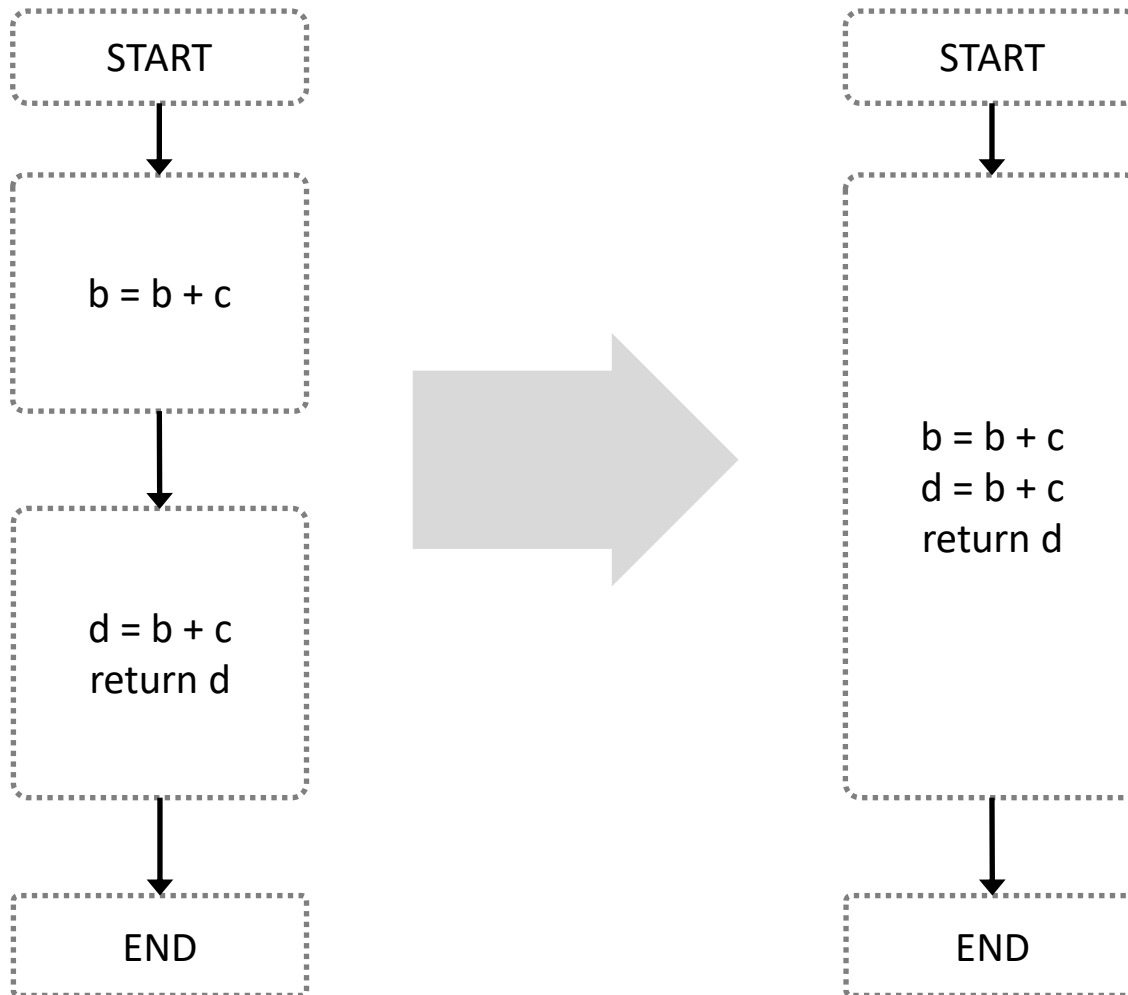 START
b = b + c
d = b + c
return d
END
START
b = b + c
d = b + c
return d
END